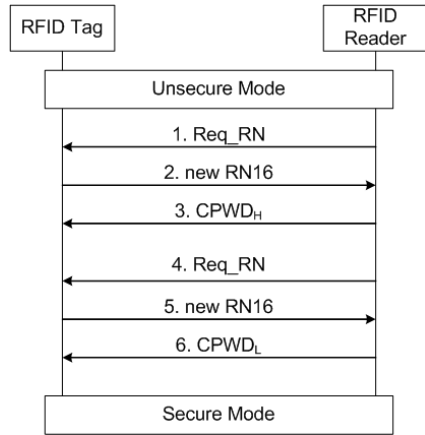 RFID Tag
RFID
Reader
Unsecure Mode
1. Req_RN
2. new RN16
3. CPWDH
4. Req_RN
5. new RN16
6. CPWDL
Secure Mode